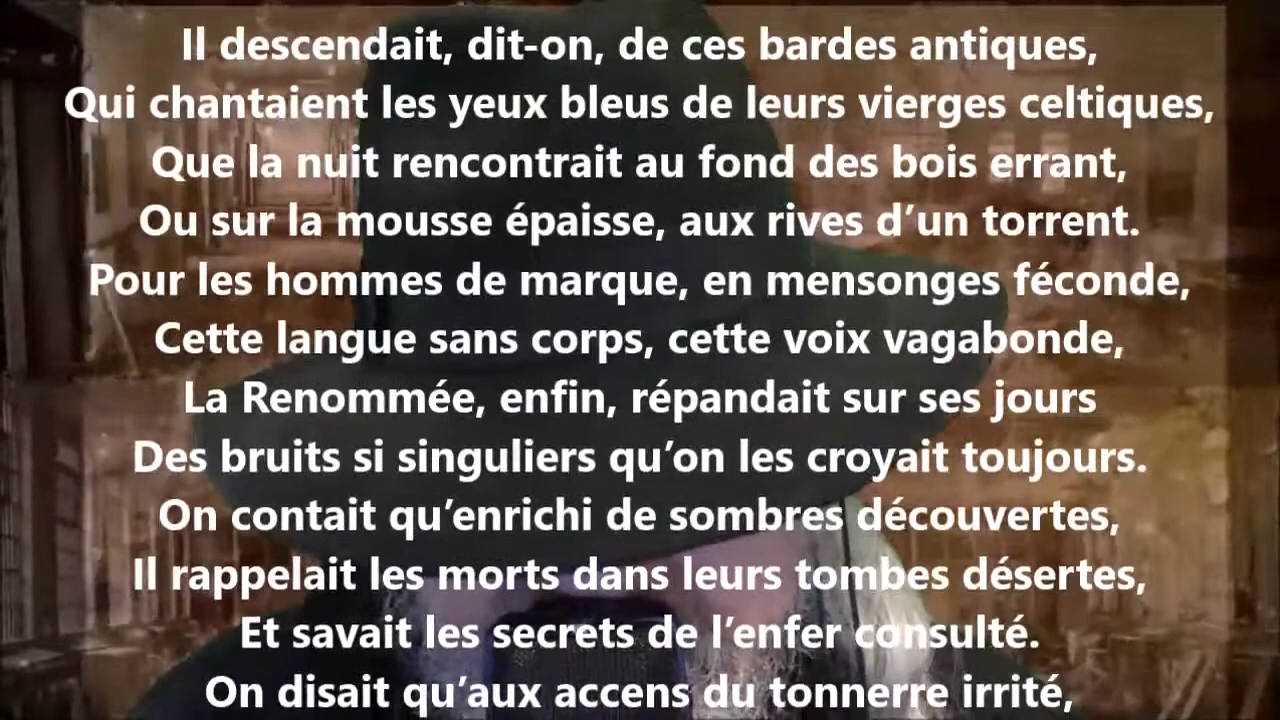 Il descendait, dit-on, de ces bardes antiques,
Qui chantaient les yeux bleus de leurs vierges celtiques,
Que la nuit rencontrait au fond des bois errant,
Ou sur la mousse épaisse, aux rives d’un torrent.
Pour les hommes de marque, en mensonges féconde,
Cette langue sans corps, cette voix vagabonde,
La Renommée, enfin, répandait sur ses jours
Des bruits si singuliers qu’on les croyait toujours.
On contait qu’enrichi de sombres découvertes,
Il rappelait les morts dans leurs tombes désertes,
Et savait les secrets de l’enfer consulté.
On disait qu’aux accens du tonnerre irrité,